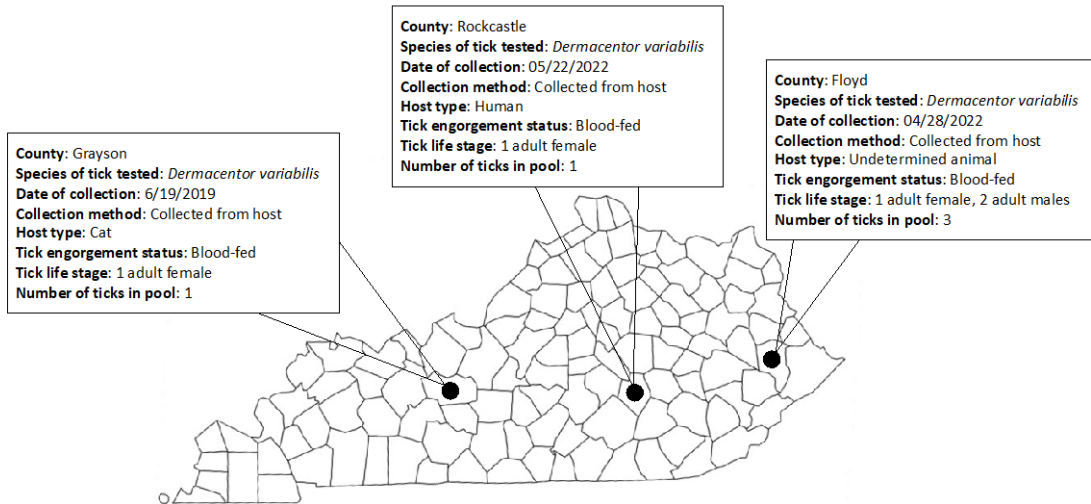 County: Rockcastle
Species of tick tested: Dermacentor variabilis
Date of collection: 05/22/2022
Collection method: Collected from host
Host type: Human
Tick engorgement status: Blood-fed
Tick life stage: 1 adult female
Number of ticks in pool: 1
County: Floyd
Species of tick tested: Dermacentor variabilis
Date of collection: 04/28/2022
Collection method: Collected from host
Host type: Undetermined animal
Tick engorgement status: Blood-fed
Tick life stage: 1 adult female, 2 adult males
Number of ticks in pool: 3
County: Grayson
Species of tick tested: Dermacentor variabilis
Date of collection: 6/19/2019
Collection method: Collected from host
Host type: Cat
Tick engorgement status: Blood-fed
Tick life stage: 1 adult female
Number of ticks in pool: 1